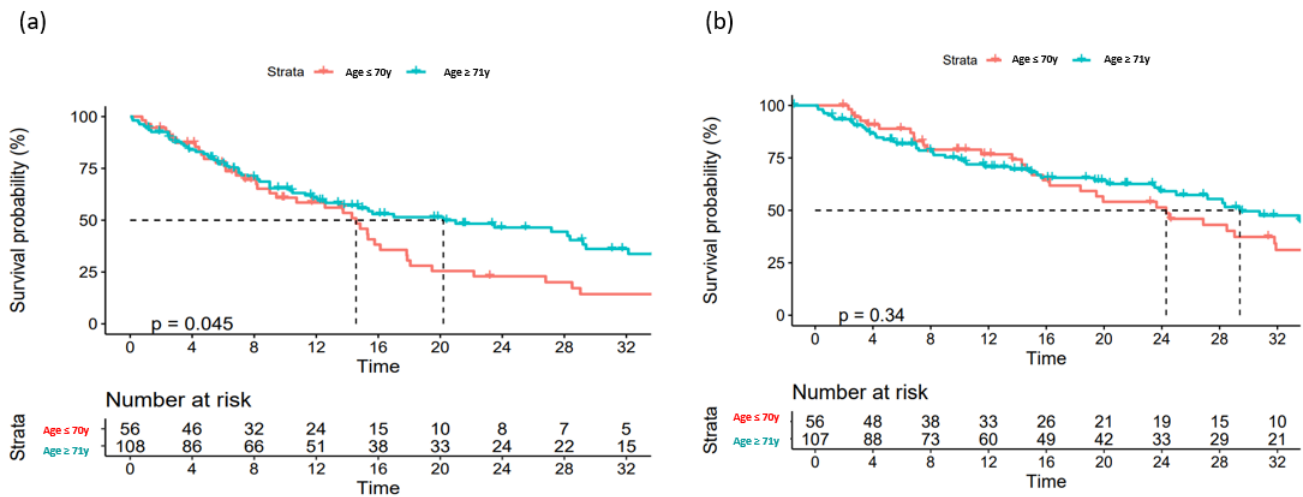 (a)
Strata Age ≤ 70y Age ≥ 71y
Survival probability (%)
100
75
50
25
0
p = 0.045
0 4 8 12 16 20 24 28 32
Time
Number at risk
Strata
Age ≤ 70y 56 46 32 24 15 10 8 7 5
Age ≥ 71y 108 86 66 51 38 33 24 22 15
0 4 8 12 16 20 24 28 32
Time
(b)
Strata Age ≤ 70y Age ≥ 71y
Survival probability (%)
100
75
50
25
0
p = 0.34
0 4 8 12 16 20 24 28 32
Time
Number at risk
Strata
Age ≤ 70y 56 48 38 33 26 21 19 15 10
Age ≥ 71y 107 88 73 60 49 42 33 29 21
0 4 8 12 16 20 24 28 32
Time